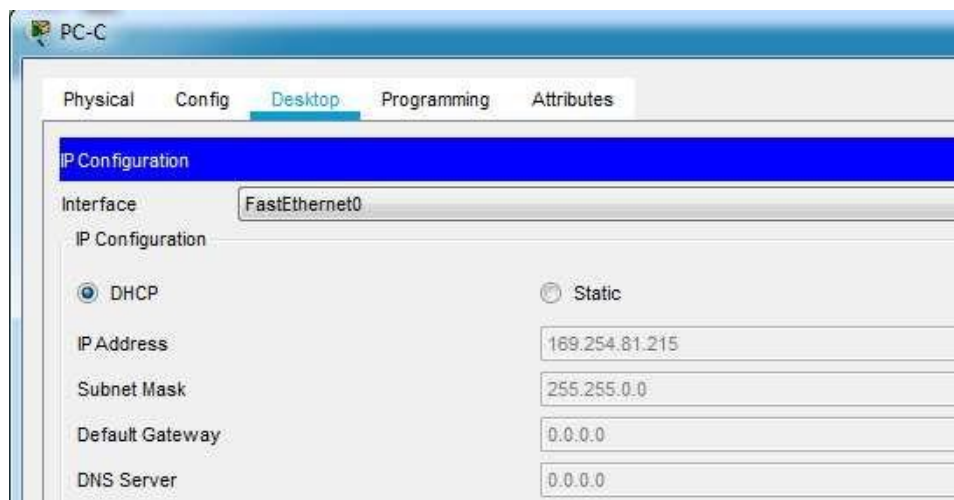 PC-C
Physical Config Desktop Programming Attributes
IP Configuration
Interface FastEthernet0
IP Configuration
DHCP Static
IP Address 169.254.81.215
Subnet Mask 255.255.0.0
Default Gateway 0.0.0.0
DNS Server 0.0.0.0